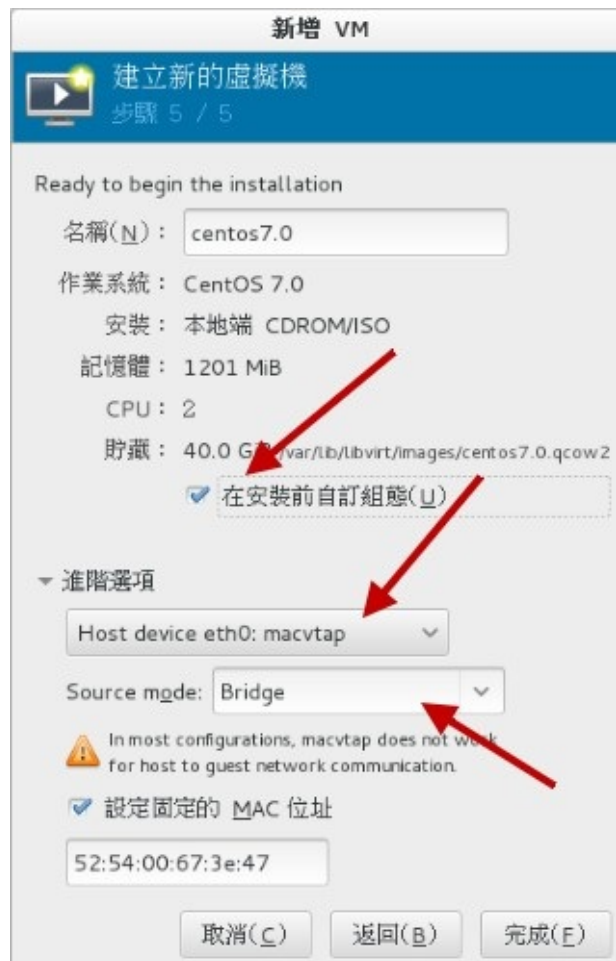 新增 VM
建立新的虛擬機
步驟 5 / 5
Ready to begin the installation
名稱(N)： centos7.0
作業系統： CentOS 7.0
安裝： 本地端 CDROM/ISO
記憶體： 1201 MiB
CPU： 2
貯藏： 40.0 /var/lib/libvirt/images/centos7.0.qcow2
在安裝前自訂組態(U)
進階選項
Host device eth0: macvtap
Source mode: Bridge
In most configurations, macvtap does not work
for host to guest network communication.
設定固定的 MAC 位址
52:54:00:67:3e:47
取消(C) 返回(B) 完成(F)